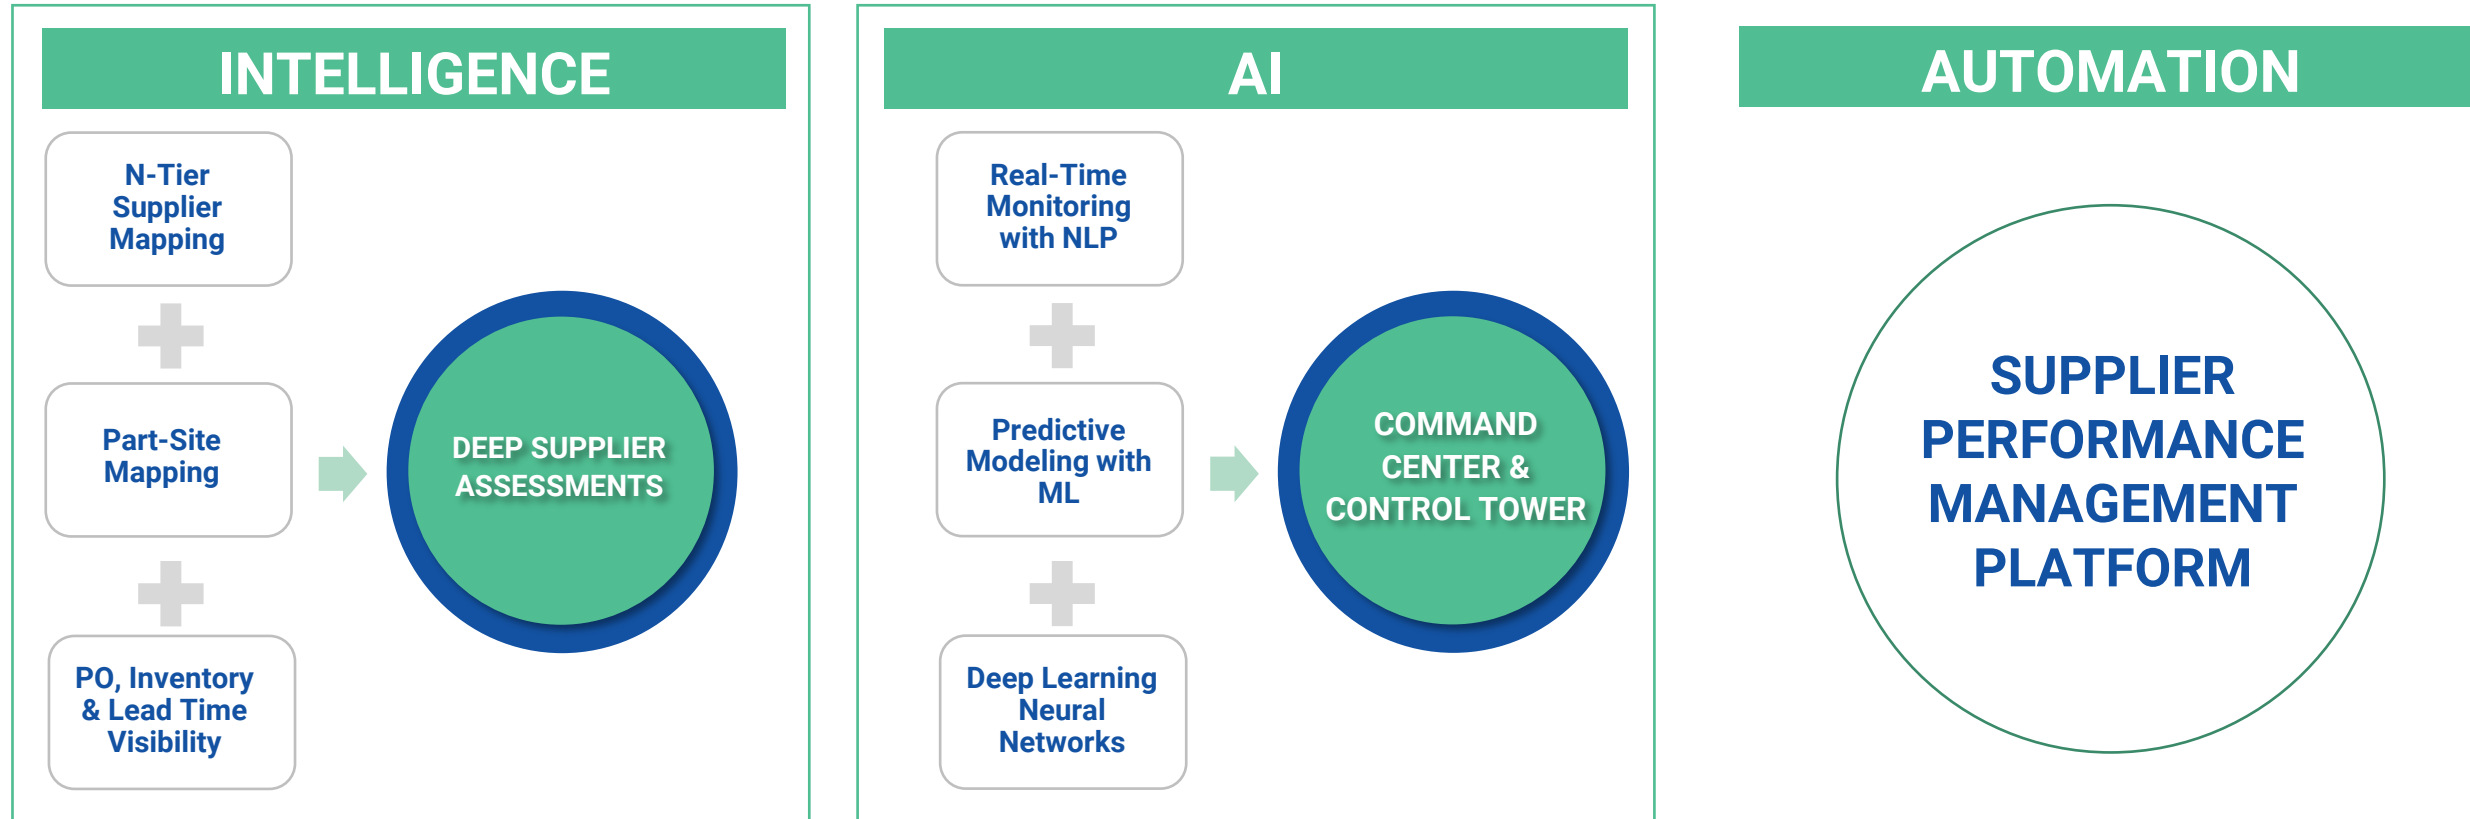 INTELLIGENCE
N-Tier
Supplier
Mapping
Part-Site
Mapping
PO, Inventory
& Lead Time
Visibility
DEEP SUPPLIER
ASSESSMENTS
AI
Real-Time
Monitoring
with NLP
Predictive
Modeling with
ML
Deep Learning
Neural
Networks
COMMAND
CENTER &
CONTROL TOWER
AUTOMATION
SUPPLIER
PERFORMANCE
MANAGEMENT
PLATFORM